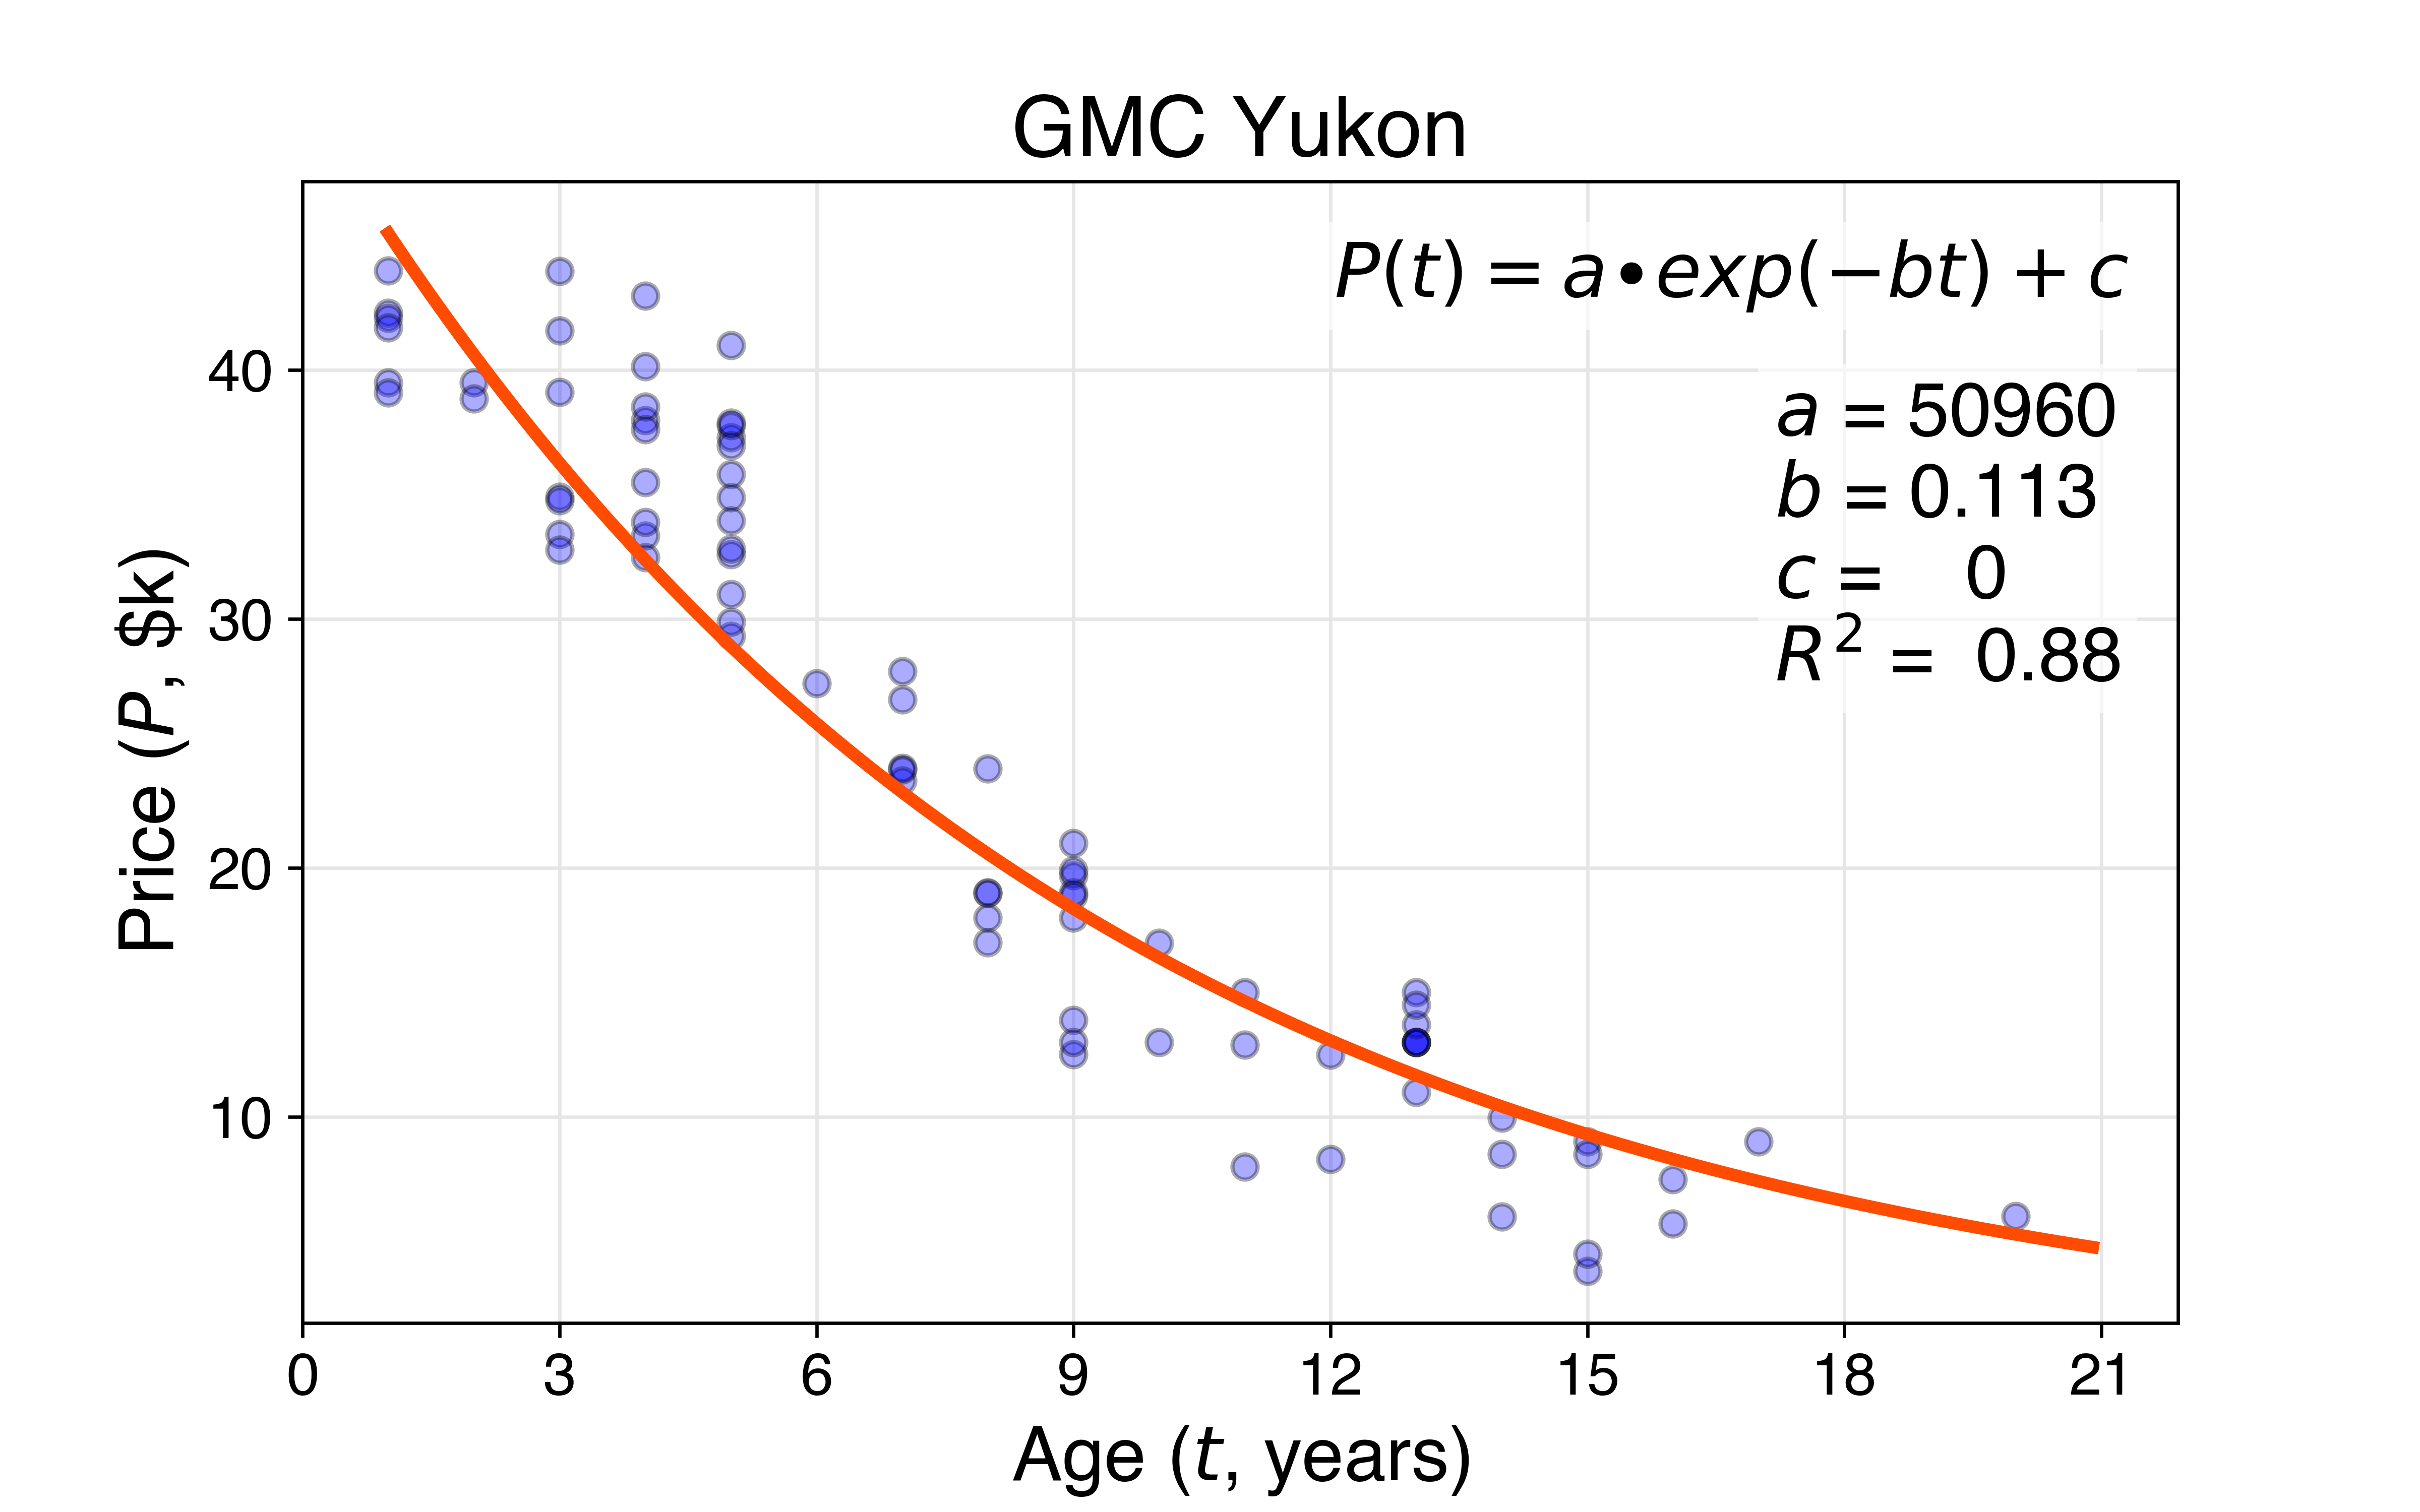 GMC Yukon
P(t) = a•exp(−bt) + c
a = 50960
b = 0.113
c = 0
R² = 0.88
Price (P, $k)
40
30
20
10
0 3 6 9 12 15 18 21
Age (t, years)